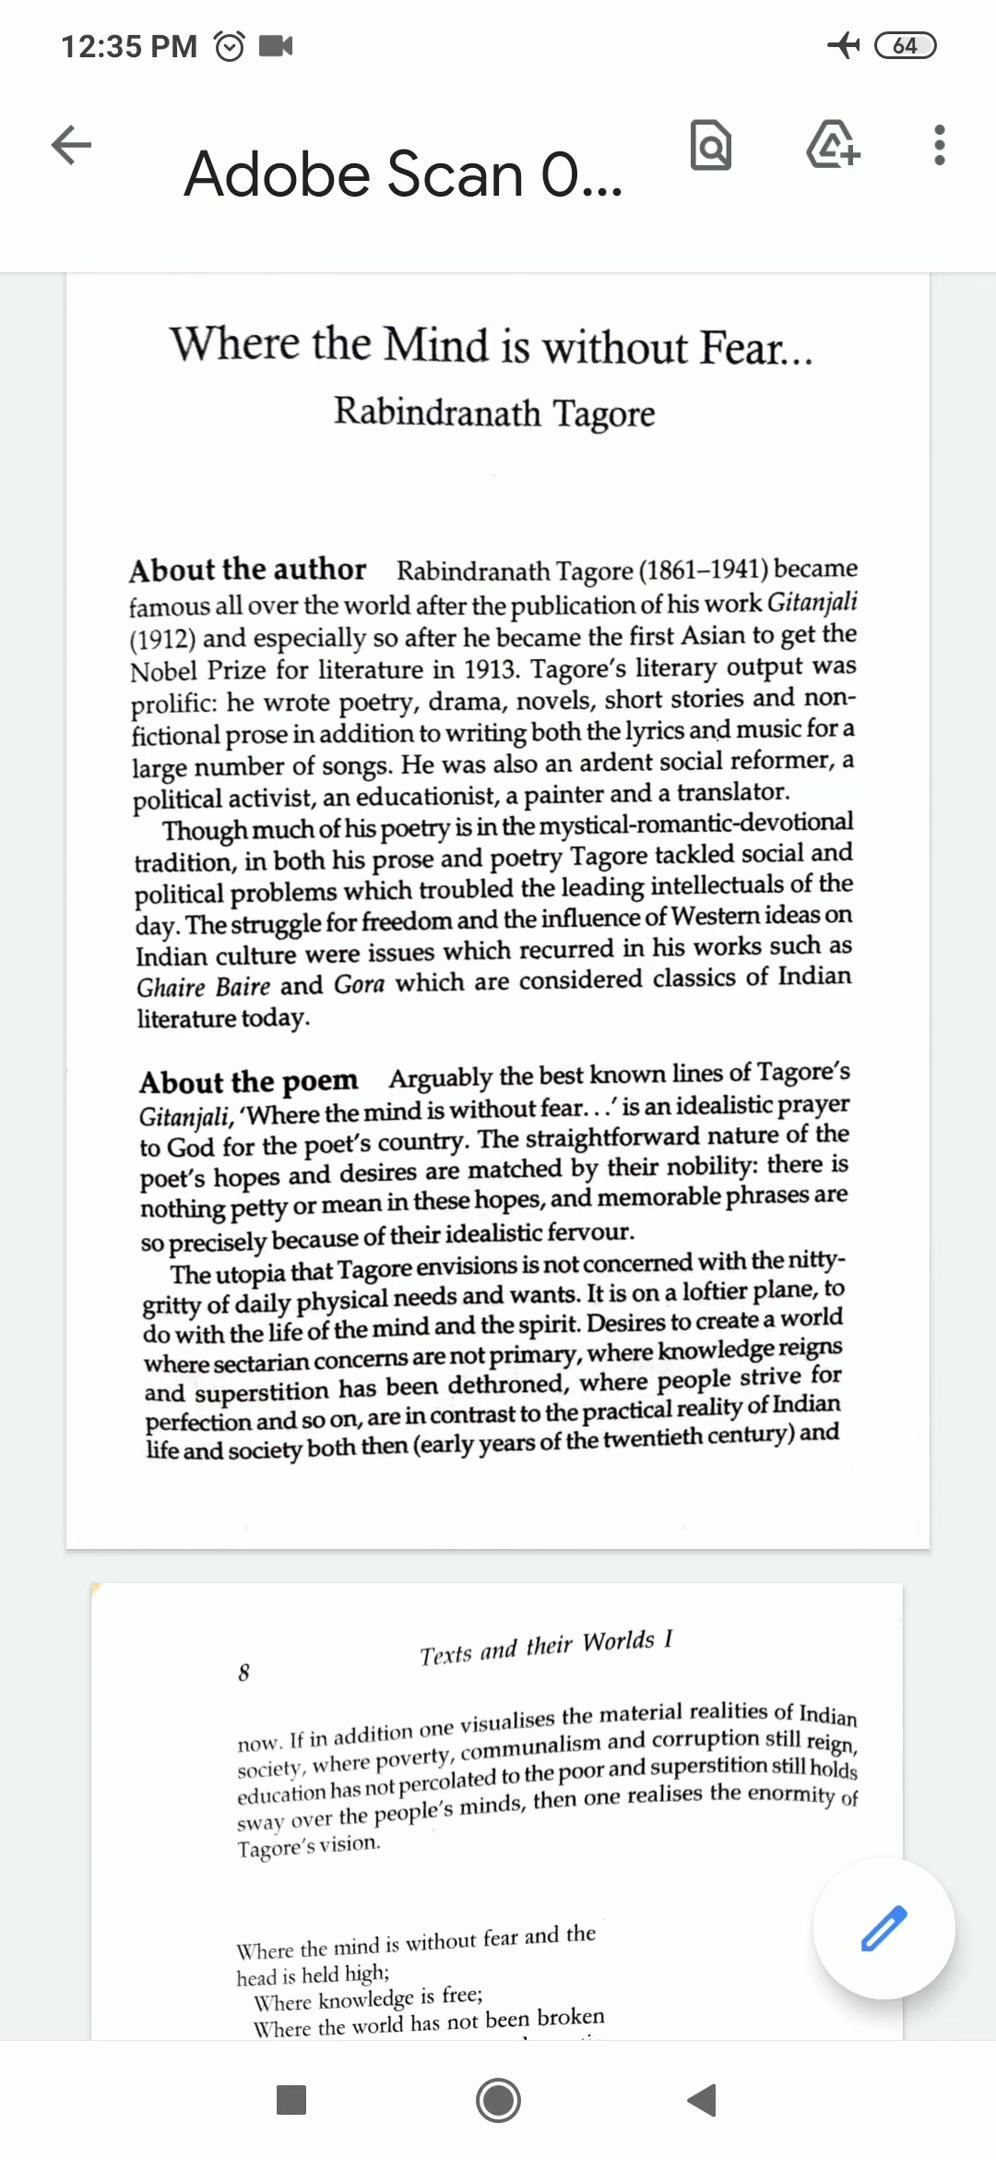 12:35 PM
64
Adobe Scan 0...
Where the Mind is without Fear...
Rabindranath Tagore
About the author Rabindranath Tagore (1861–1941) became
famous all over the world after the publication of his work Gitanjali
(1912) and especially so after he became the first Asian to get the
Nobel Prize for literature in 1913. Tagore's literary output was
prolific: he wrote poetry, drama, novels, short stories and non-
fictional prose in addition to writing both the lyrics and music for a
large number of songs. He was also an ardent social reformer, a
political activist, an educationist, a painter and a translator.
Though much of his poetry is in the mystical-romantic-devotional
tradition, in both his prose and poetry Tagore tackled social and
political problems which troubled the leading intellectuals of the
day. The struggle for freedom and the influence of Western ideas on
Indian culture were issues which recurred in his works such as
Ghaire Baire and Gora which are considered classics of Indian
literature today.
About the poem Arguably the best known lines of Tagore's
Gitanjali, 'Where the mind is without fear...' is an idealistic prayer
to God for the poet's country. The straightforward nature of the
poet's hopes and desires are matched by their nobility: there is
nothing petty or mean in these hopes, and memorable phrases are
so precisely because of their idealistic fervour.
The utopia that Tagore envisions is not concerned with the nitty-
gritty of daily physical needs and wants. It is on a loftier plane, to
do with the life of the mind and the spirit. Desires to create a world
where sectarian concerns are not primary, where knowledge reigns
and superstition has been dethroned, where people strive for
perfection and so on, are in contrast to the practical reality of Indian
life and society both then (early years of the twentieth century) and
8 Texts and their Worlds I
now. If in addition one visualises the material realities of Indian
society, where poverty, communalism and corruption still reign,
education has not percolated to the poor and superstition still holds
sway over the people's minds, then one realises the enormity of
Tagore's vision.
Where the mind is without fear and the
head is held high;
Where knowledge is free;
Where the world has not been broken